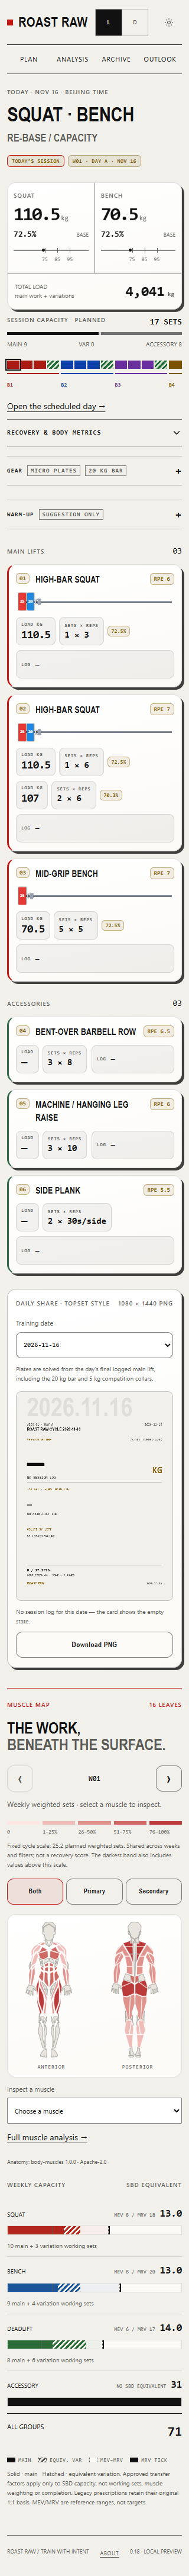 ROAST RAW L D
PLAN ANALYSIS ARCHIVE OUTLOOK
TODAY · NOV 16 · BEIJING TIME
SQUAT · BENCH
RE-BASE / CAPACITY
TODAY'S SESSION W01 · DAY A · NOV 16
SQUAT BENCH
110.5 kg 70.5 kg
72.5% BASE 72.5% BASE
75 85 95 75 85 95
TOTAL LOAD
main work + variations
4,041 kg
SESSION CAPACITY · PLANNED 17 SETS
MAIN 9 VAR 0 ACCESSORY 8
B1 B2 B3 B4
Open the scheduled day →
RECOVERY & BODY METRICS
GEAR MICRO PLATES 20 KG BAR +
WARM-UP SUGGESTION ONLY +
MAIN LIFTS 03
01 HIGH-BAR SQUAT RPE 6
LOAD KG 110.5 SETS × REPS 1 × 3 72.5%
LOG —
02 HIGH-BAR SQUAT RPE 7
LOAD KG 110.5 SETS × REPS 1 × 6 72.5%
LOAD KG 107 SETS × REPS 2 × 6 70.3%
LOG —
03 MID-GRIP BENCH RPE 7
LOAD KG 70.5 SETS × REPS 5 × 5 72.5%
LOG —
ACCESSORIES 03
04 BENT-OVER BARBELL ROW RPE 6.5
LOAD — SETS × REPS 3 × 8 LOG —
05 MACHINE / HANGING LEG RAISE RPE 6
LOAD — SETS × REPS 3 × 10 LOG —
06 SIDE PLANK RPE 5.5
LOAD — SETS × REPS 2 × 30s/side
LOG —
DAILY SHARE · TOPSET STYLE 1080 × 1440 PNG
Training date
2026-11-16
Plates are solved from the day's final logged main lift,
including the 20 kg bar and 5 kg competition collars.
2026.11.16
ROAST RAW CYCLE 2026-11-16
KG
No session log for this date — the card shows the empty
state.
Download PNG
MUSCLE MAP 16 LEAVES
THE WORK,
BENEATH THE SURFACE.
‹ W01 ›
Weekly weighted sets · select a muscle to inspect.
0 1–25% 26–50% 51–75% 76–100%
Fixed cycle scale: 25.2 planned weighted sets. Shared across weeks
and filters; not a recovery score. The darkest band also includes
values above this scale.
Both Primary Secondary
ANTERIOR POSTERIOR
Inspect a muscle
Choose a muscle
Full muscle analysis →
Anatomy: body-muscles 1.0.0 · Apache-2.0
WEEKLY CAPACITY SBD EQUIVALENT
SQUAT MEV 8 / MRV 18 13.0
10 main + 3 variation working sets
BENCH MEV 8 / MRV 20 13.0
9 main + 4 variation working sets
DEADLIFT MEV 6 / MRV 17 14.0
8 main + 6 variation working sets
ACCESSORY NO SBD EQUIVALENT 31
ALL GROUPS 71
MAIN EQUIV. VAR MEV–MRV MRV TICK
Solid · main Hatched · equivalent variation. Approved transfer
factors apply only to SBD capacity, not working sets, muscle
weighting or completion. Legacy prescriptions retain their original
1:1 basis. MEV/MRV are reference ranges, not targets.
ROAST RAW / TRAIN WITH INTENT ABOUT 0.18 · LOCAL PREVIEW